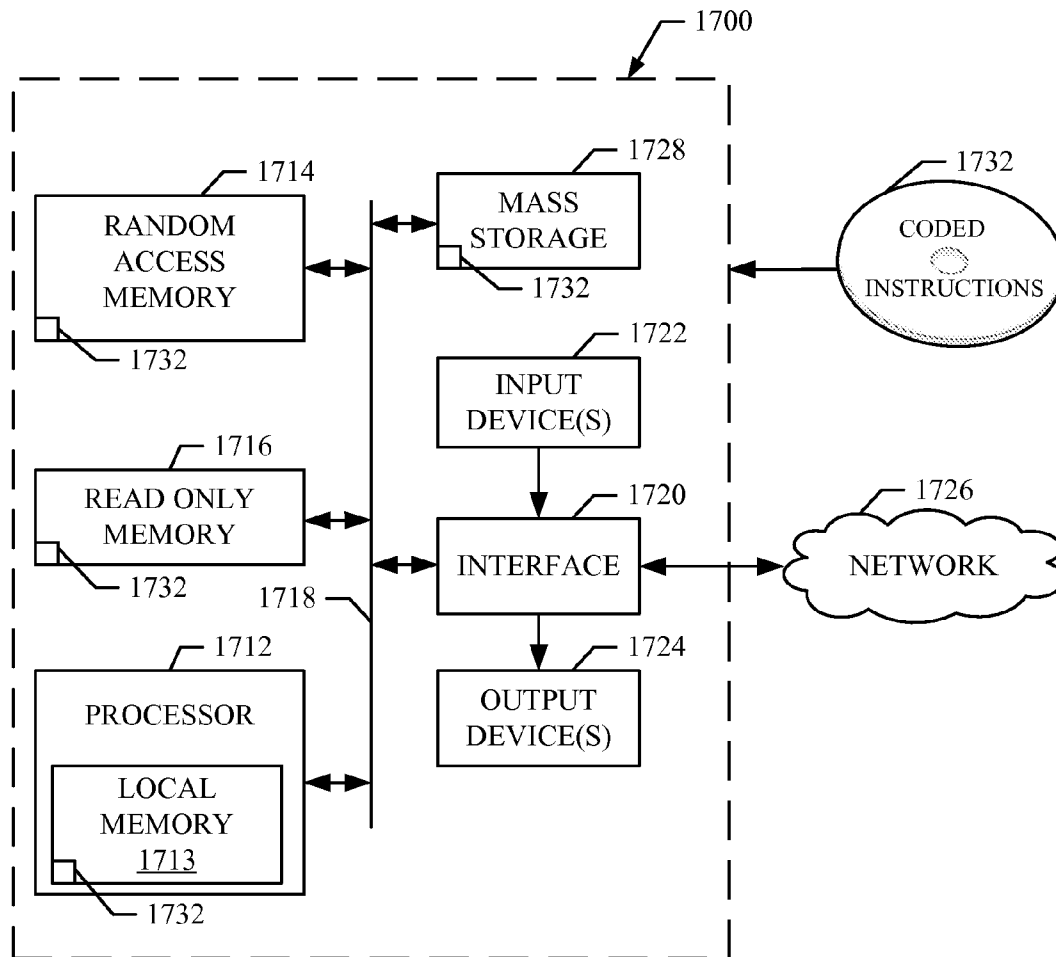 1700
1714
RANDOM
ACCESS
MEMORY
1732
1728
MASS
STORAGE
1732
1732
CODED
INSTRUCTIONS
1722
INPUT
DEVICE(S)
1716
READ ONLY
MEMORY
1732
1718
1720
INTERFACE
1726
NETWORK
1712
PROCESSOR
LOCAL
MEMORY
1713
1732
1724
OUTPUT
DEVICE(S)